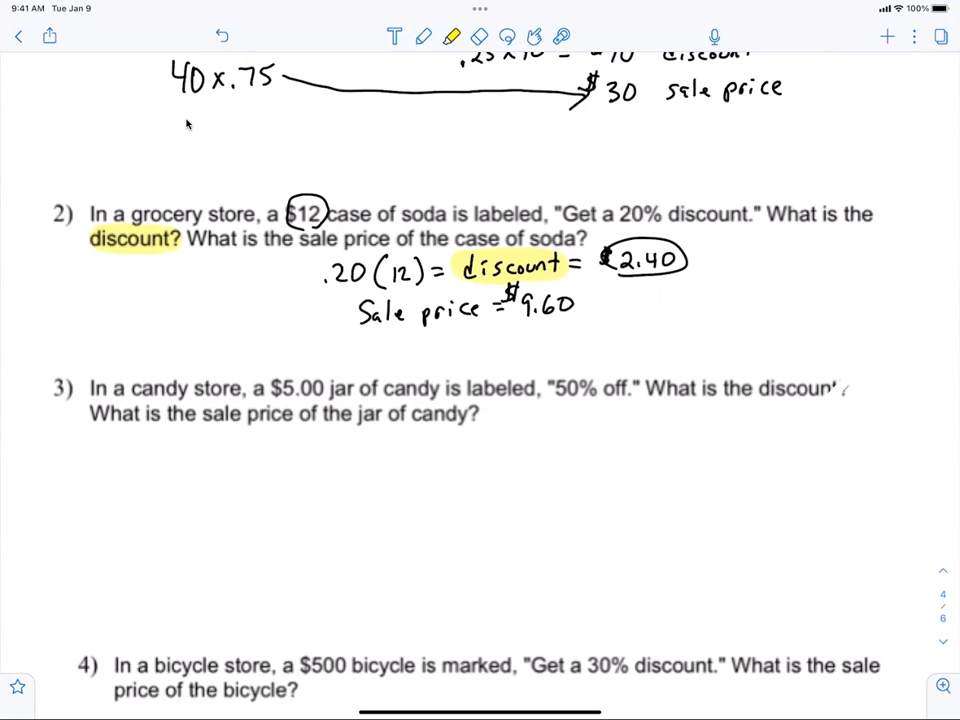 9:41 AM Tue Jan 9
100%
T
.25 x 10 = 10 discount
40 x .75
$30 sale price
2) In a grocery store, a $12 case of soda is labeled, "Get a 20% discount." What is the
discount? What is the sale price of the case of soda?
.20 (12) = discount = $2.40
Sale price = $9.60
3) In a candy store, a $5.00 jar of candy is labeled, "50% off." What is the discount
What is the sale price of the jar of candy?
4
6
4) In a bicycle store, a $500 bicycle is marked, "Get a 30% discount." What is the sale
price of the bicycle?